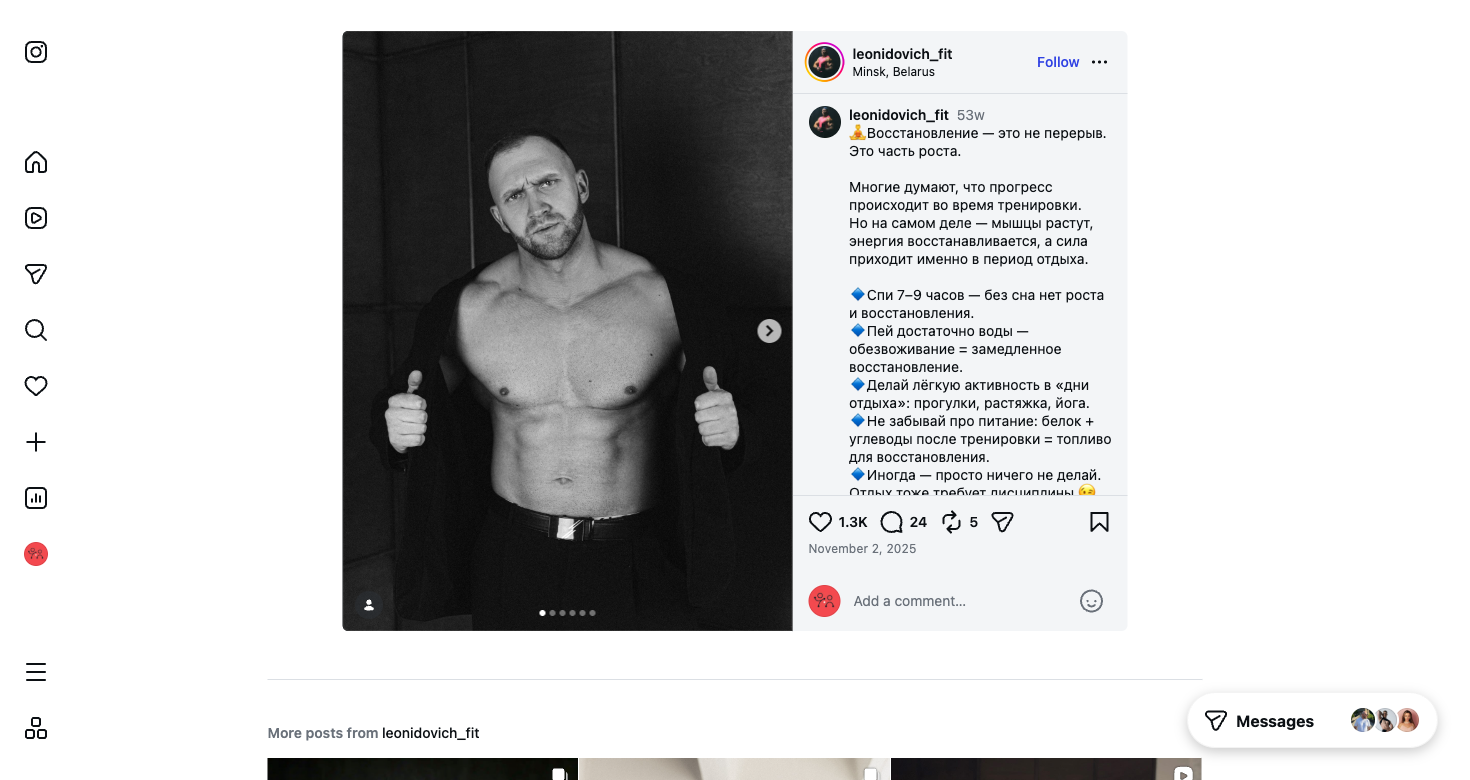 leonidovich_fit
Minsk, Belarus
Follow
leonidovich_fit 53w
🧘Восстановление — это не перерыв.
Это часть роста.
Многие думают, что прогресс
происходит во время тренировки.
Но на самом деле — мышцы растут,
энергия восстанавливается, а сила
приходит именно в период отдыха.
🔹Спи 7–9 часов — без сна нет роста
и восстановления.
🔹Пей достаточно воды —
обезвоживание = замедленное
восстановление.
🔹Делай лёгкую активность в «дни
отдыха»: прогулки, растяжка, йога.
🔹Не забывай про питание: белок +
углеводы после тренировки = топливо
для восстановления.
🔹Иногда — просто ничего не делай.
Отдых тоже требует дисциплины 😉
1.3K 24 5
November 2, 2025
Add a comment...
More posts from leonidovich_fit
Messages